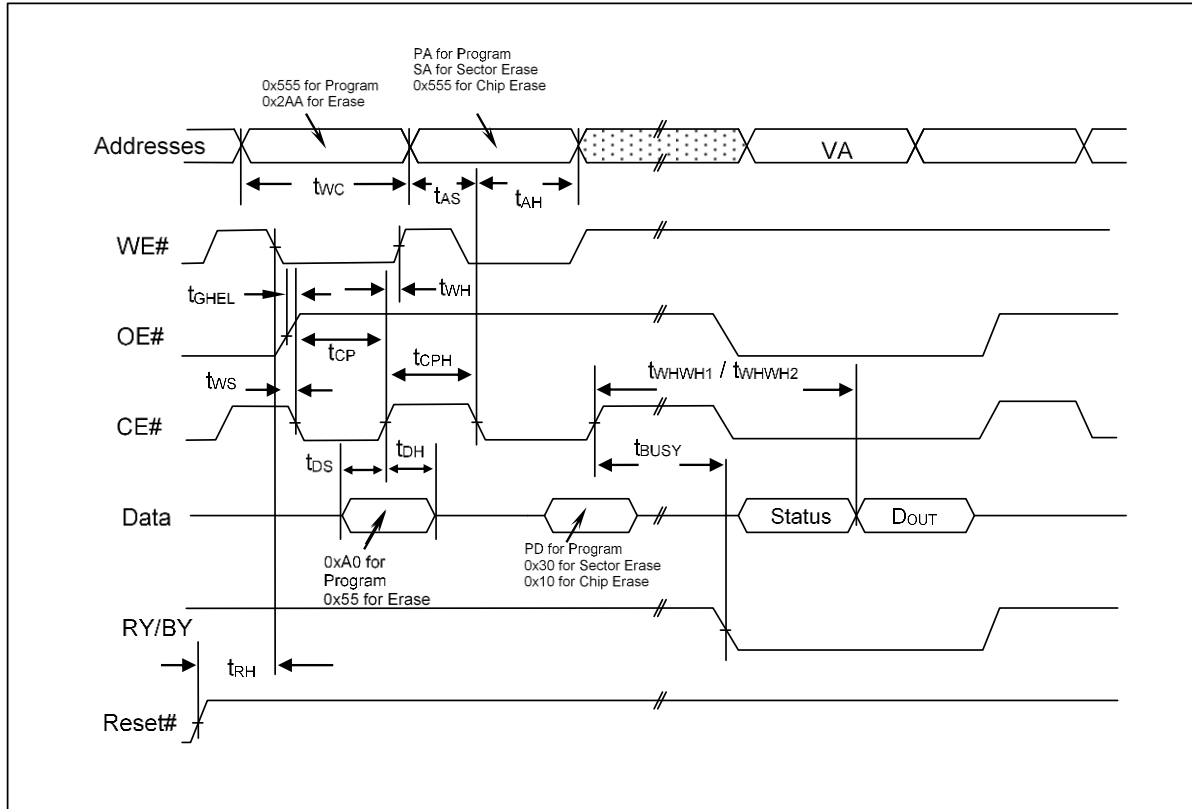 PA for Program
SA for Sector Erase
0x555 for Chip Erase
0x555 for Program
0x2AA for Erase
Addresses
VA
tWC
tAS
tAH
WE#
tGHEL
tWH
OE#
tCP
tCPH
tWS
tWHWH1 / tWHWH2
CE#
tBUSY
tDS
tDH
Data
Status
DOUT
0xA0 for
Program
0x55 for Erase
PD for Program
0x30 for Sector Erase
0x10 for Chip Erase
RY/BY
tRH
Reset#